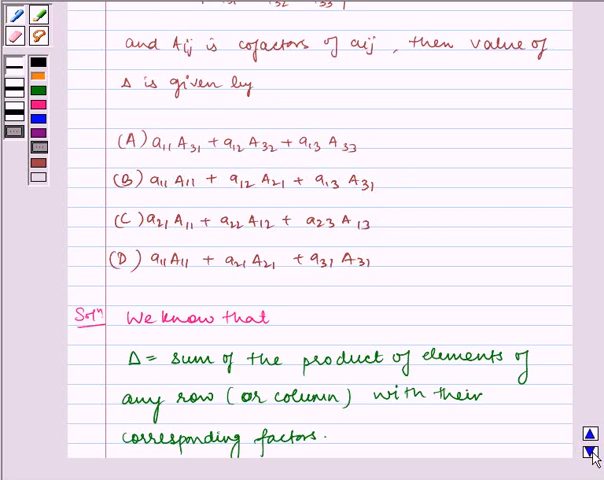 and Aij is cofactors of aij, then value of
Δ is given by
(A) a₁₁ A₃₁ + a₁₂ A₃₂ + a₁₃ A₃₃
(B) a₁₁ A₁₁ + a₁₂ A₂₁ + a₁₃ A₃₁
(C) a₂₁ A₁₁ + a₂₂ A₁₂ + a₂₃ A₁₃
(D) a₁₁ A₁₁ + a₂₁ A₂₁ + a₃₁ A₃₁
Solⁿ We know that
Δ = sum of the product of elements of
any row (or column) with their
corresponding factors.